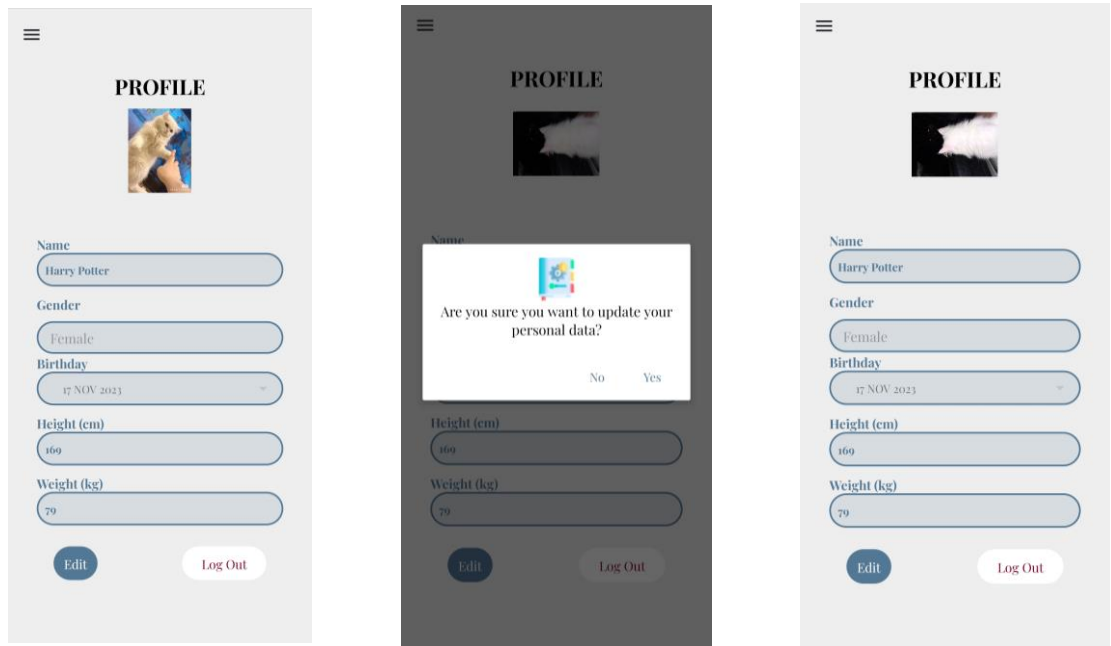 PROFILE
Name
Harry Potter
Gender
Female
Birthday
17 NOV 2023
Height (cm)
169
Weight (kg)
79
Edit
Log Out
PROFILE
Name
Are you sure you want to update your
personal data?
No
Yes
Height (cm)
169
Weight (kg)
79
Edit
Log Out
PROFILE
Name
Harry Potter
Gender
Female
Birthday
17 NOV 2023
Height (cm)
169
Weight (kg)
79
Edit
Log Out